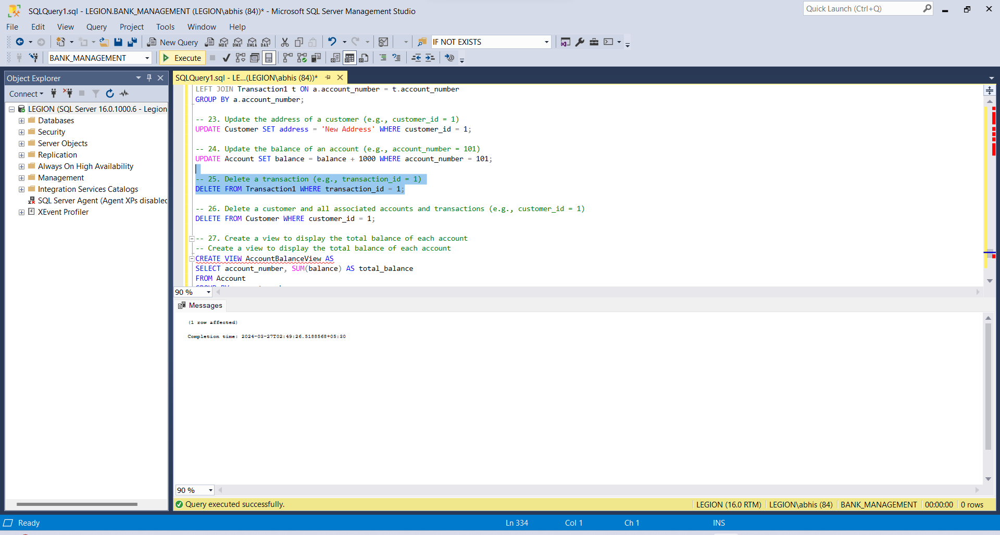 SQLQuery1.sql - LEGION.BANK_MANAGEMENT (LEGION\abhis (84))* - Microsoft SQL Server Management Studio
Quick Launch (Ctrl+Q)
File Edit View Query Project Tools Window Help
New Query MDX DMX XMLA DAX IF NOT EXISTS
BANK_MANAGEMENT Execute
Object Explorer
Connect
LEGION (SQL Server 16.0.1000.6 - Legion
Databases
Security
Server Objects
Replication
Always On High Availability
Management
Integration Services Catalogs
SQL Server Agent (Agent XPs disabled
XEvent Profiler
SQLQuery1.sql - LE...(LEGION\abhis (84))*
LEFT JOIN Transaction1 t ON a.account_number = t.account_number
GROUP BY a.account_number;
-- 23. Update the address of a customer (e.g., customer_id = 1)
UPDATE Customer SET address = 'New Address' WHERE customer_id = 1;
-- 24. Update the balance of an account (e.g., account_number = 101)
UPDATE Account SET balance = balance + 1000 WHERE account_number = 101;
-- 25. Delete a transaction (e.g., transaction_id = 1)
DELETE FROM Transaction1 WHERE transaction_id = 1;
-- 26. Delete a customer and all associated accounts and transactions (e.g., customer_id = 1)
DELETE FROM Customer WHERE customer_id = 1;
-- 27. Create a view to display the total balance of each account
-- Create a view to display the total balance of each account
CREATE VIEW AccountBalanceView AS
SELECT account_number, SUM(balance) AS total_balance
FROM Account
90 %
Messages
(1 row affected)
Completion time: 2024-03-27T02:49:26.5188568+05:30
90 %
Query executed successfully.
LEGION (16.0 RTM) LEGION\abhis (84) BANK_MANAGEMENT 00:00:00 0 rows
Ready Ln 334 Col 1 Ch 1 INS